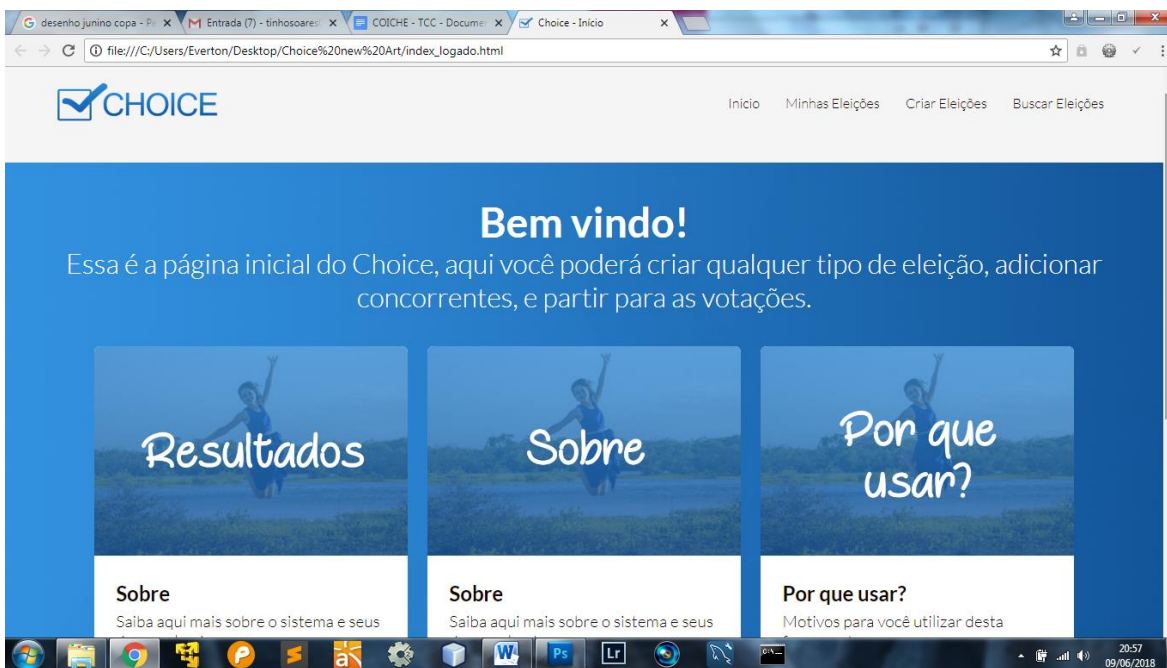 desenho junino copa - Pe
Entrada (7) - tinhosoares
COICHE - TCC - Documen
Choice - Início
file:///C:/Users/Everton/Desktop/Choice%20new%20Art/index_logado.html
CHOICE
Inicio Minhas Eleições Criar Eleições Buscar Eleições
Bem vindo!
Essa é a página inicial do Choice, aqui você poderá criar qualquer tipo de eleição, adicionar
concorrentes, e partir para as votações.
Resultados
Sobre
Por que
usar?
Sobre
Saiba aqui mais sobre o sistema e seus
Sobre
Saiba aqui mais sobre o sistema e seus
Por que usar?
Motivos para você utilizar desta
Ps
Lr
20:57
09/06/2018